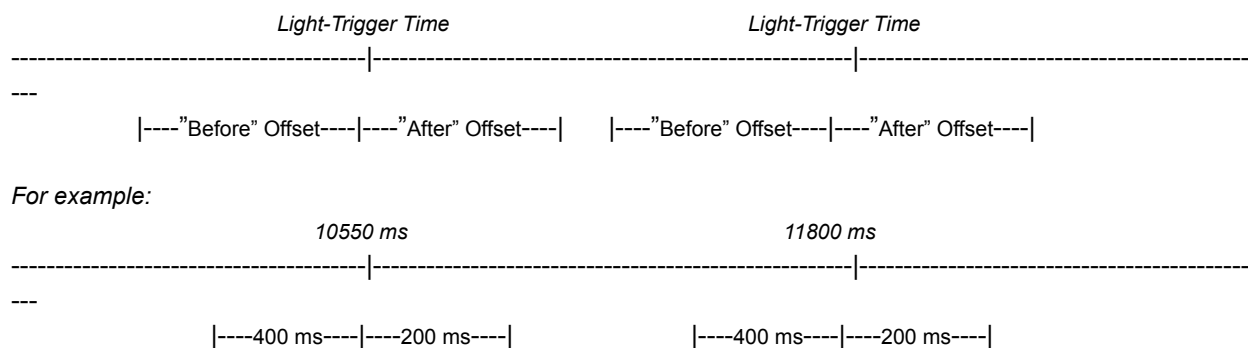 Light-Trigger Time Light-Trigger Time
---------------------------------------|-----------------------------------------------------|-------------------------------------------
---
|----”Before” Offset----|----”After” Offset----| |----”Before” Offset----|----”After” Offset----|
For example:
10550 ms 11800 ms
---------------------------------------|-----------------------------------------------------|-------------------------------------------
---
|----400 ms----|----200 ms----| |----400 ms----|----200 ms----|